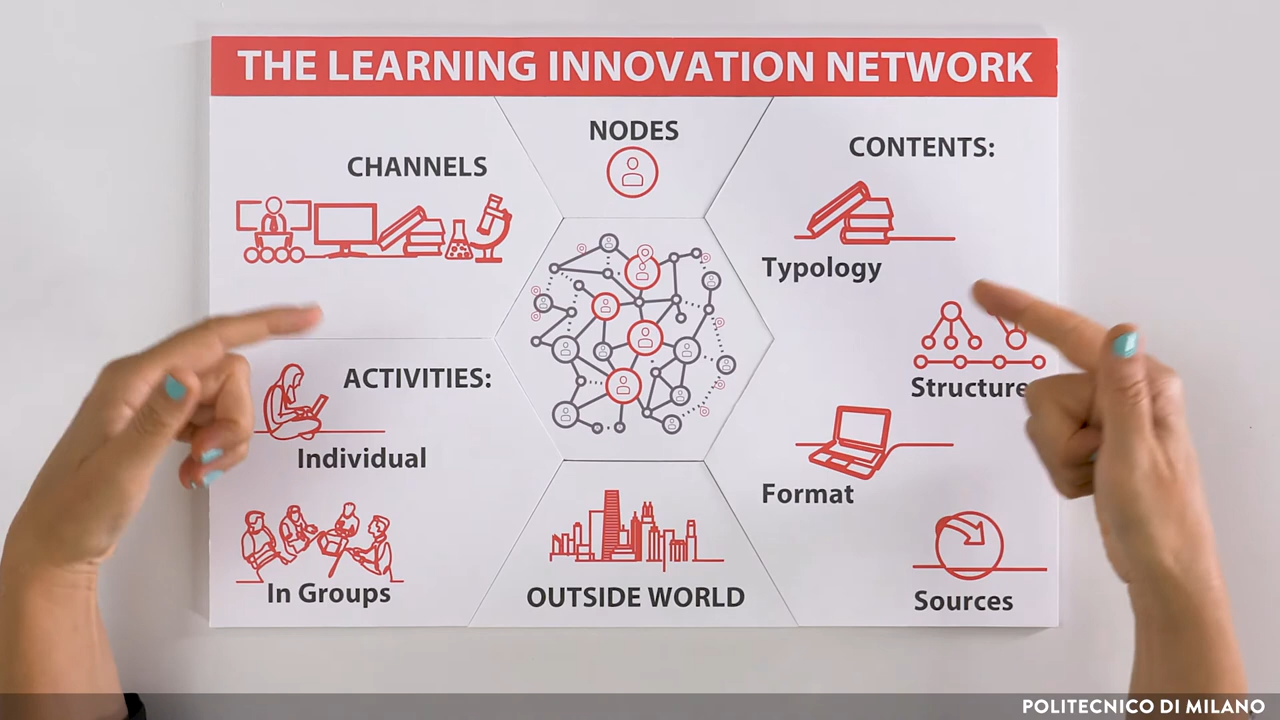 THE LEARNING INNOVATION NETWORK
CHANNELS
NODES
CONTENTS:
Typology
Structure
Format
Sources
ACTIVITIES:
Individual
In Groups
OUTSIDE WORLD
POLITECNICO DI MILANO